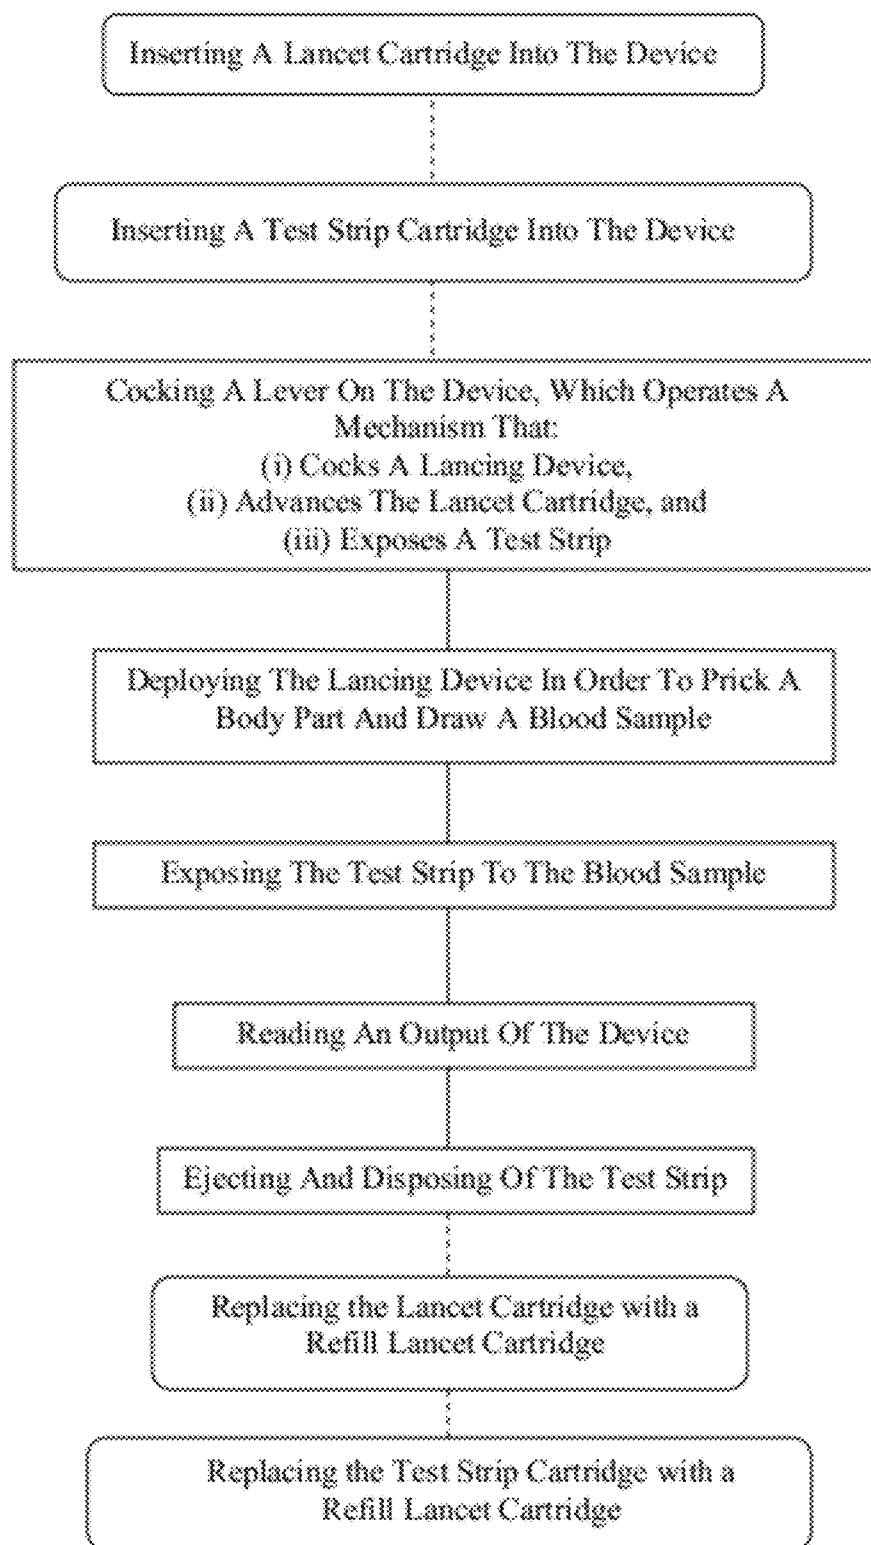 Inserting A Lancet Cartridge Into The Device
Inserting A Test Strip Cartridge Into The Device
Cocking A Lever On The Device, Which Operates A
Mechanism That:
(i) Cocks A Lancing Device,
(ii) Advances The Lancet Cartridge, and
(iii) Exposes A Test Strip
Deploying The Lancing Device In Order To Prick A
Body Part And Draw A Blood Sample
Exposing The Test Strip To The Blood Sample
Reading An Output Of The Device
Ejecting And Disposing Of The Test Strip
Replacing the Lancet Cartridge with a
Refill Lancet Cartridge
Replacing the Test Strip Cartridge with a
Refill Lancet Cartridge